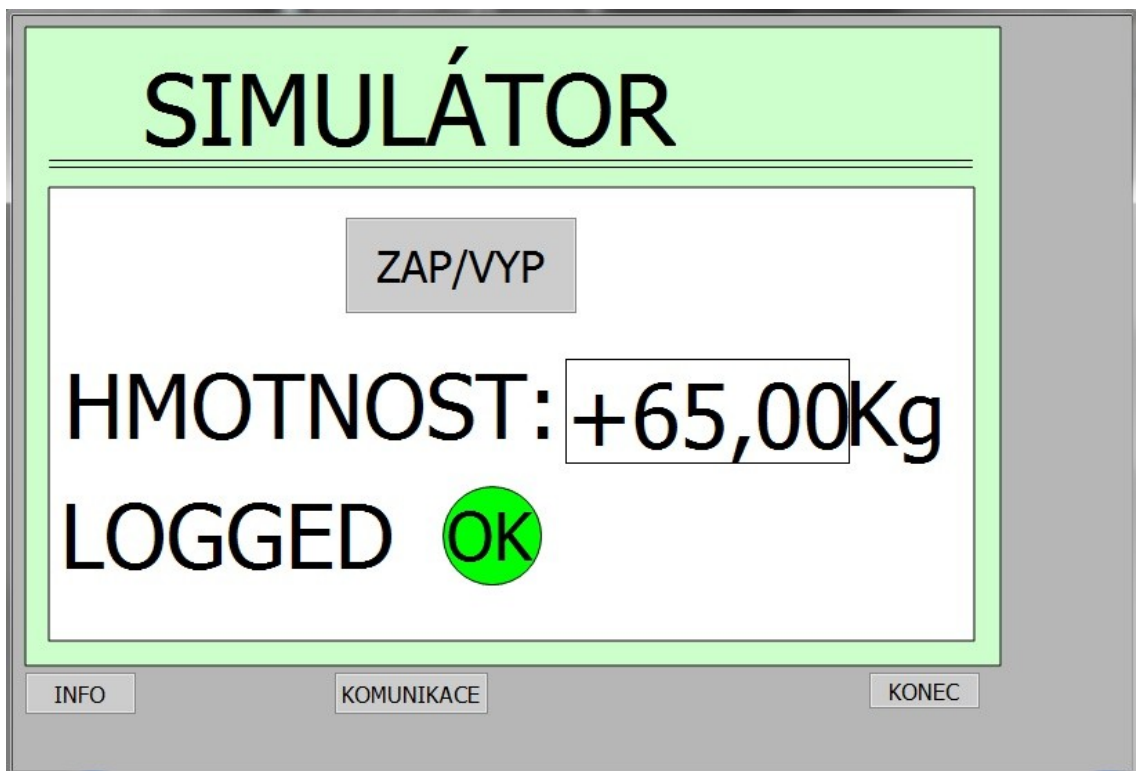 SIMULÁTOR
ZAP/VYP
HMOTNOST: +65,00Kg
LOGGED OK
INFO KOMUNIKACE KONEC